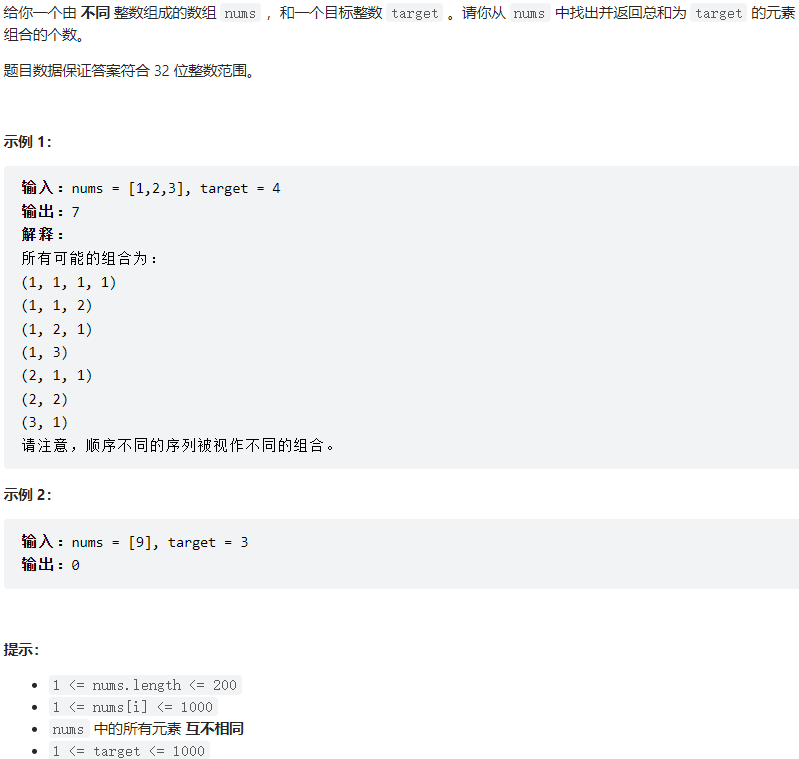 给你一个由 不同 整数组成的数组 nums ，和一个目标整数 target 。请你从 nums 中找出并返回总和为 target 的元素
组合的个数。
题目数据保证答案符合 32 位整数范围。
示例 1：
输入：nums = [1,2,3], target = 4
输出：7
解释：
所有可能的组合为：
(1, 1, 1, 1)
(1, 1, 2)
(1, 2, 1)
(1, 3)
(2, 1, 1)
(2, 2)
(3, 1)
请注意，顺序不同的序列被视作不同的组合。
示例 2：
输入：nums = [9], target = 3
输出：0
提示：
• 1 <= nums.length <= 200
• 1 <= nums[i] <= 1000
• nums 中的所有元素 互不相同
• 1 <= target <= 1000